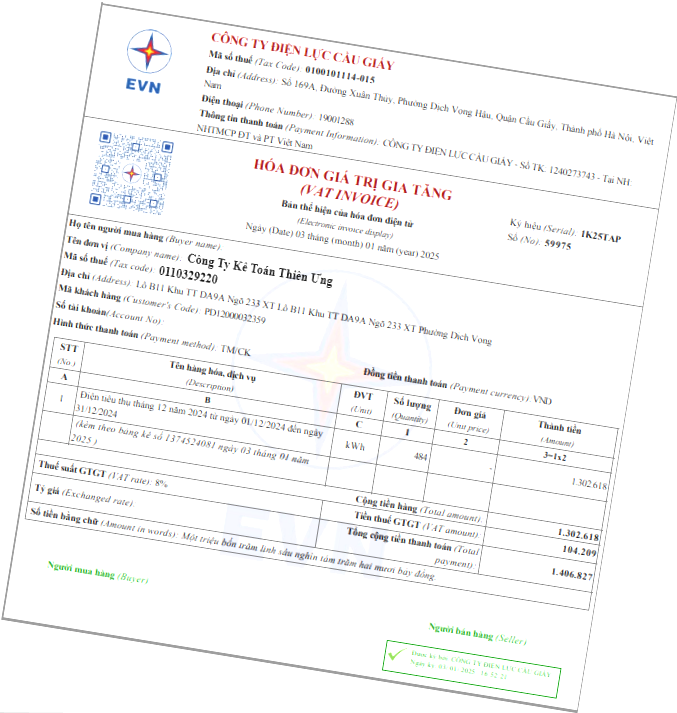 EVN
CÔNG TY ĐIỆN LỰC CẦU GIẤY
Mã số thuế (Tax Code): 0100101114-015
Địa chỉ (Address): Số 169A, Đường Xuân Thủy, Phường Dịch Vọng Hậu, Quận Cầu Giấy, Thành phố Hà Nội, Việt
Nam
Điện thoại (Phone Number): 19001288
Thông tin thanh toán (Payment Information): CÔNG TY ĐIỆN LỰC CẦU GIẤY - Số TK: 1240273743 - Tại NH:
NHTMCP ĐT và PT Việt Nam
HÓA ĐƠN GIÁ TRỊ GIA TĂNG
(VAT INVOICE)
Bản thể hiện của hóa đơn điện tử
(Electronic invoice display)
Ngày (Date) 03 tháng (month) 01 năm (year) 2025
Ký hiệu (Serial): 1K25TAP
Số (No): 59975
Họ tên người mua hàng (Buyer name):
Tên đơn vị (Company name): Công Ty Kế Toán Thiên Ưng
Mã số thuế (Tax code): 0110329220
Địa chỉ (Address): Lô B11 Khu TT DA9A Ngõ 233 XT Lô B11 Khu TT DA9A Ngõ 233 XT Phường Dịch Vọng
Mã khách hàng (Customer's Code): PD12000032359
Số tài khoản(Account No):
Hình thức thanh toán (Payment method): TM/CK
Đồng tiền thanh toán (Payment currency): VND
STT
(No.)
Tên hàng hóa, dịch vụ
(Description)
ĐVT
(Unit)
Số lượng
(Quantity)
Đơn giá
(Unit price)
Thành tiền
(Amount)
A
B
C
1
2
3=1x2
1
Điện tiêu thụ tháng 12 năm 2024 từ ngày 01/12/2024 đến ngày
31/12/2024
(kèm theo bảng kê số 1374524081 ngày 03 tháng 01 năm
2025 )
kWh
484
-
1.302.618
Cộng tiền hàng (Total amount): 1.302.618
Thuế suất GTGT (VAT rate): 8%
Tiền thuế GTGT (VAT amount): 104.209
Tỷ giá (Exchanged rate):
Tổng cộng tiền thanh toán (Total
payment): 1.406.827
Số tiền bằng chữ (Amount in words): Một triệu bốn trăm linh sáu nghìn tám trăm hai mươi bảy đồng.
EVN
Người mua hàng (Buyer)
Người bán hàng (Seller)
Được ký bởi: CÔNG TY ĐIỆN LỰC CẦU GIẤY